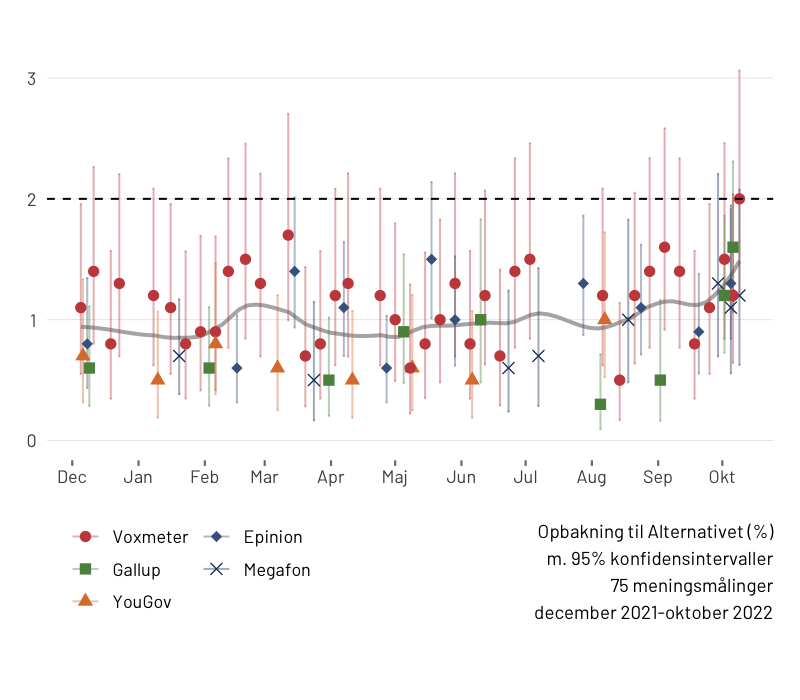 3
2
1
0
Dec Jan Feb Mar Apr Maj Jun Jul Aug Sep Okt
Voxmeter Epinion
Gallup Megafon
YouGov
Opbakning til Alternativet (%)
m. 95% konfidensintervaller
75 meningsmålinger
december 2021-oktober 2022